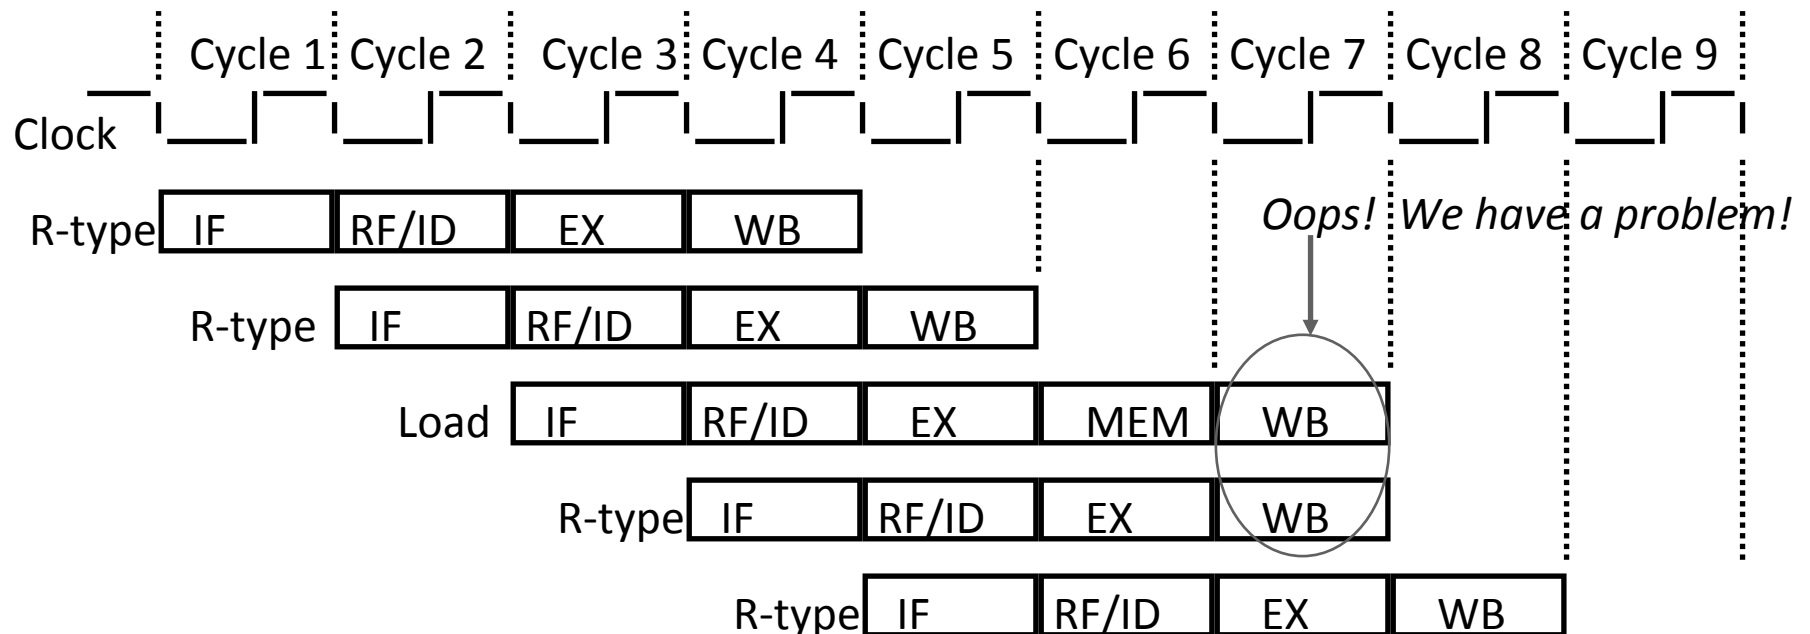 Cycle 1 Cycle 2 Cycle 3 Cycle 4 Cycle 5 Cycle 6 Cycle 7 Cycle 8 Cycle 9
Clock
Oops! We have a problem!
R-type IF RF/ID EX WB
R-type IF RF/ID EX WB
Load IF RF/ID EX MEM WB
R-type IF RF/ID EX WB
R-type IF RF/ID EX WB